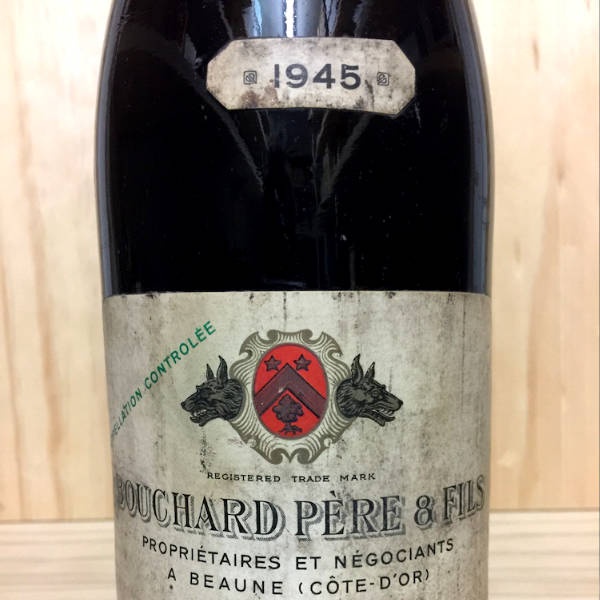 1945
APPELLATION CONTROLÉE
REGISTERED TRADE MARK
BOUCHARD PÈRE & FILS
PROPRIÉTAIRES ET NÉGOCIANTS
A BEAUNE (CÔTE-D'OR)